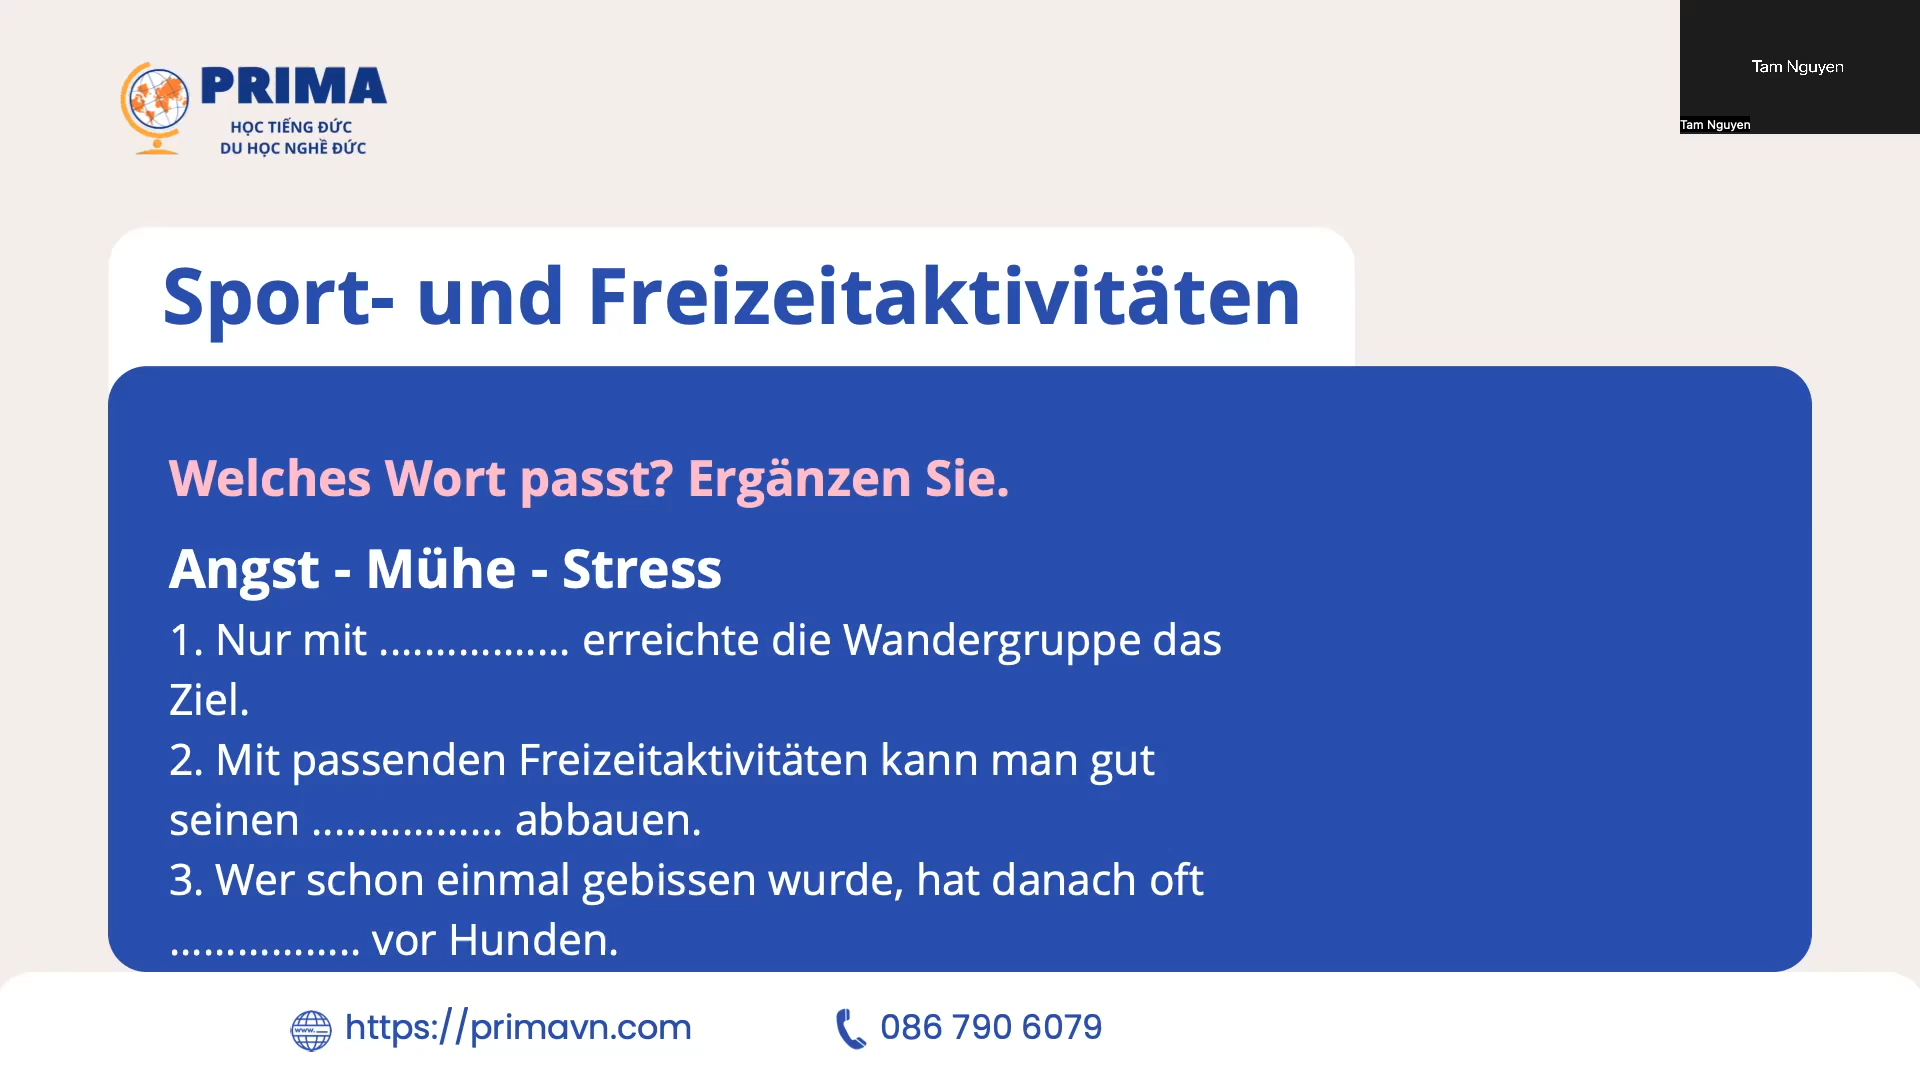 PRIMA
HỌC TIẾNG ĐỨC
DU HỌC NGHỀ ĐỨC
Tam Nguyen
Tam Nguyen
Sport- und Freizeitaktivitäten
Welches Wort passt? Ergänzen Sie.
Angst - Mühe - Stress
1. Nur mit ................. erreichte die Wandergruppe das
Ziel.
2. Mit passenden Freizeitaktivitäten kann man gut
seinen ................. abbauen.
3. Wer schon einmal gebissen wurde, hat danach oft
................. vor Hunden.
www
https://primavn.com
086 790 6079